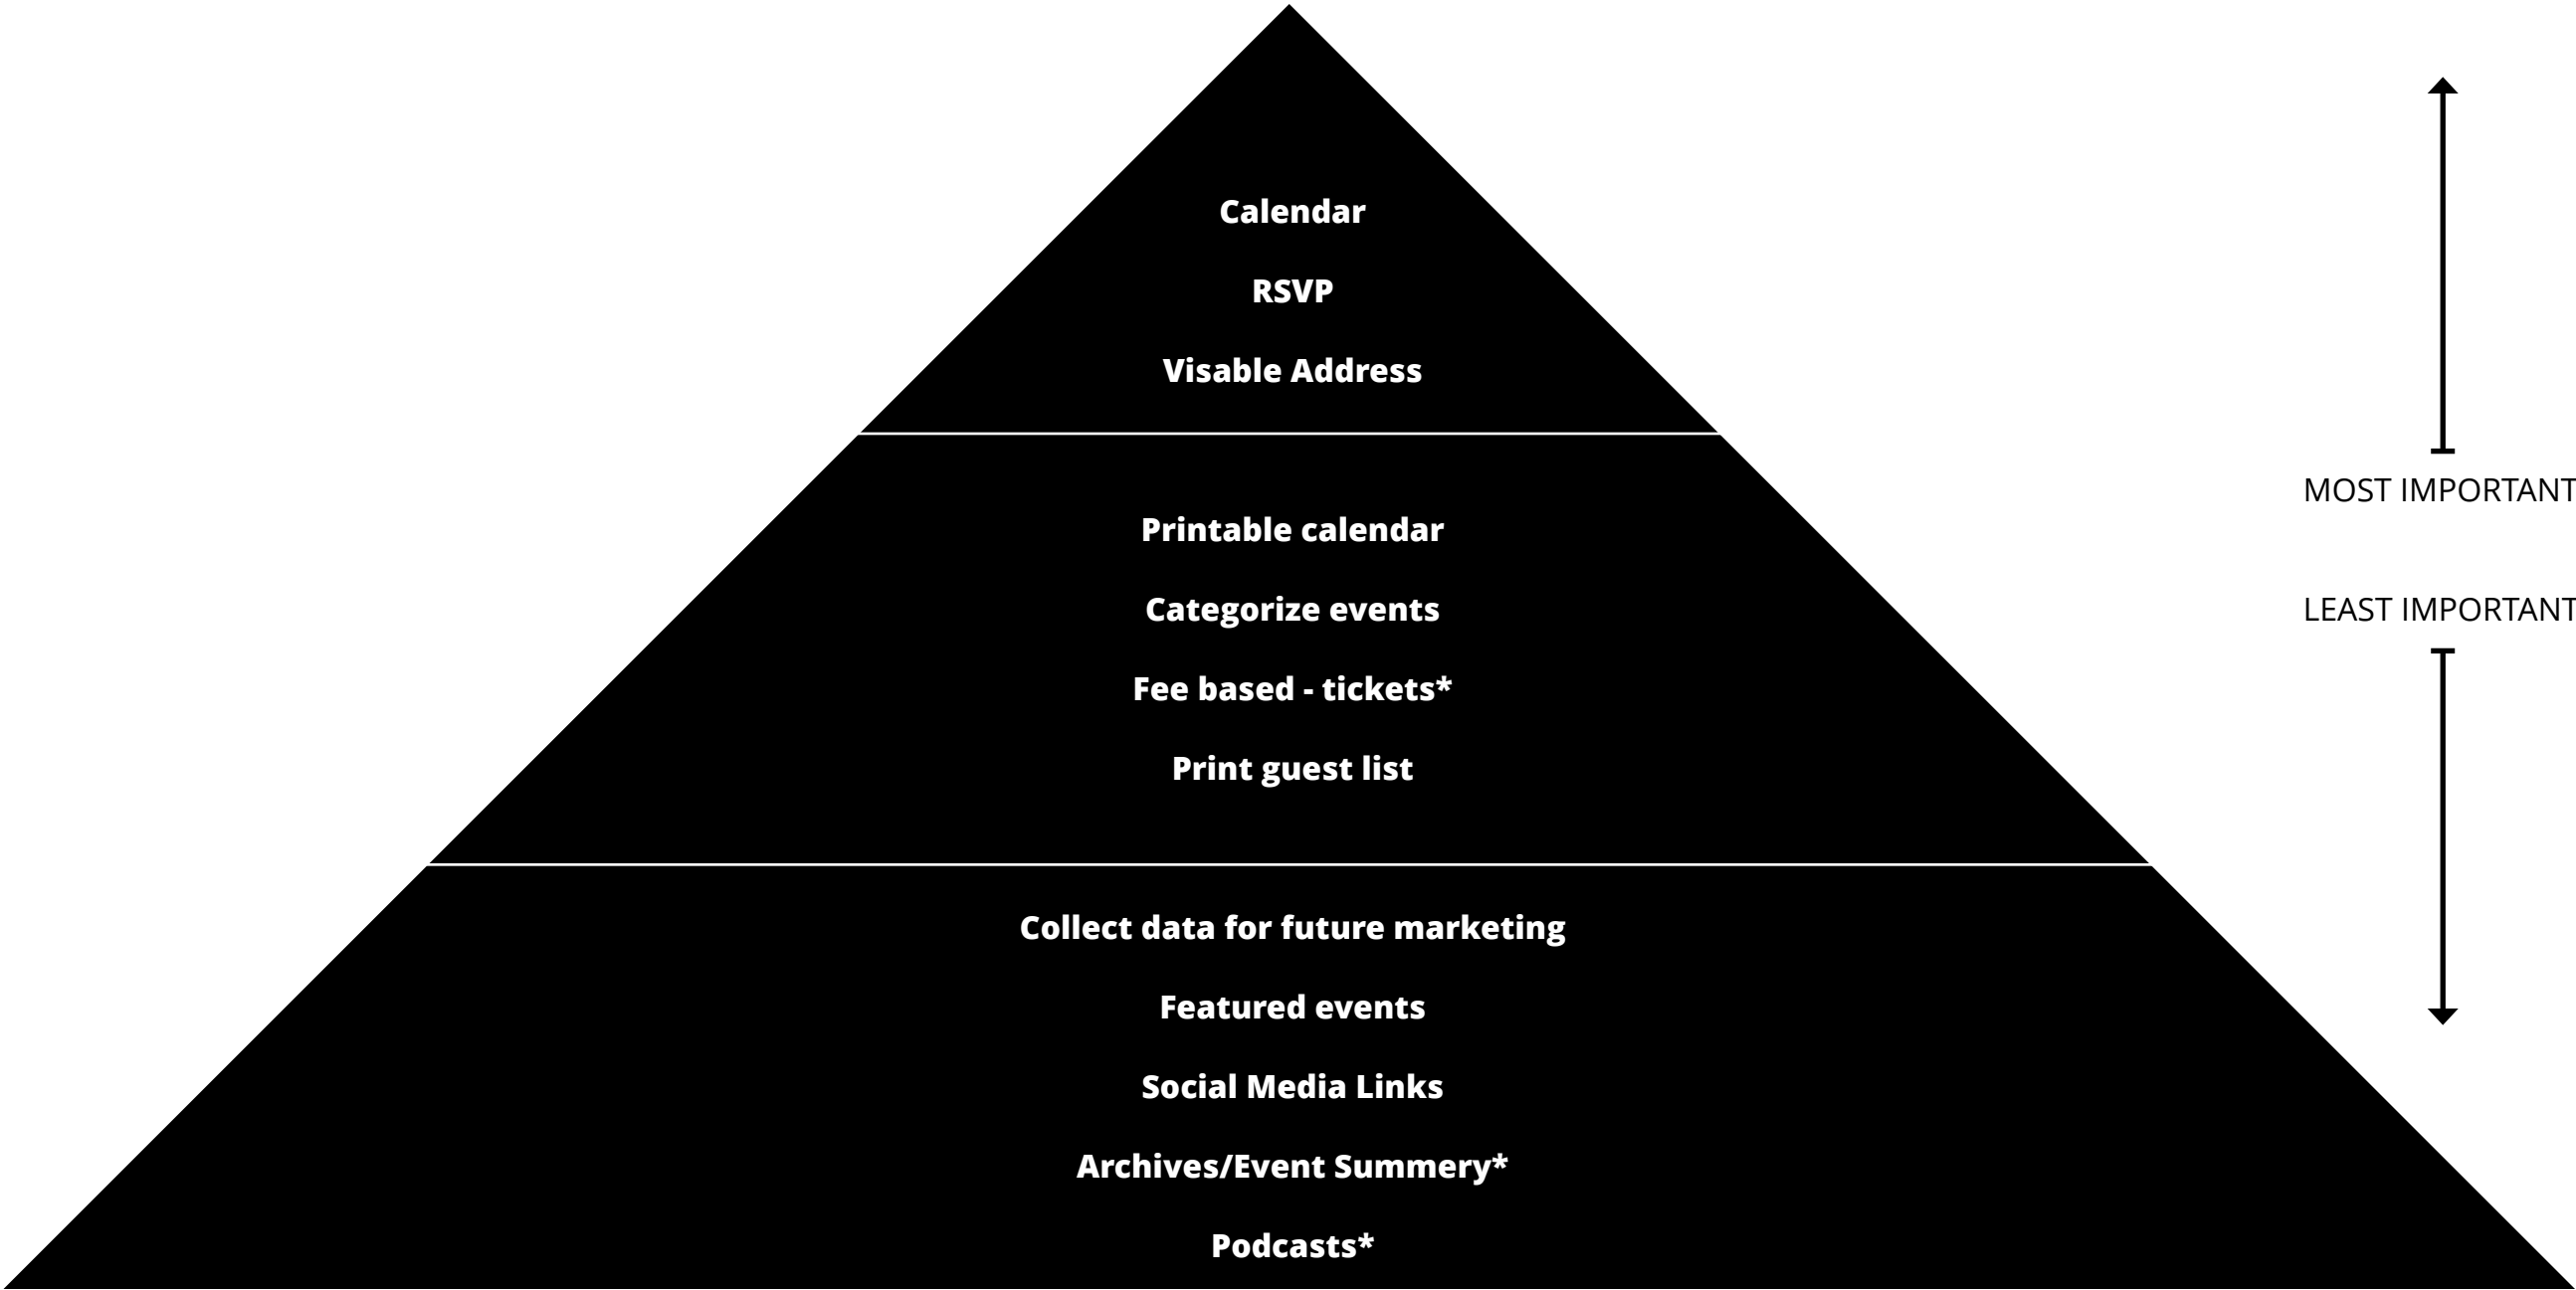 Calendar
RSVP
Visable Address
MOST IMPORTANT
Printable calendar
Categorize events
LEAST IMPORTANT
Fee based - tickets*
Print guest list
Collect data for future marketing
Featured events
Social Media Links
Archives/Event Summery*
Podcasts*